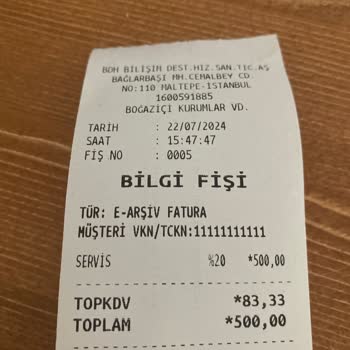 BDH BİLİŞİM DEST.HIZ.SAN.TİC.AŞ
BAĞLARBAŞI MH.CEMALBEY CD.
NO:110 MALTEPE-İSTANBUL
1600591885
BOĞAZİÇİ KURUMLAR VD.
TARİH : 22/07/2024
SAAT : 15:47:47
FİŞ NO : 0005
BİLGİ FİŞİ
TÜR: E-ARŞİV FATURA
MÜŞTERİ VKN/TCKN:11111111111
SERVİS %20 *500,00
TOPKDV *83,33
TOPLAM *500,00